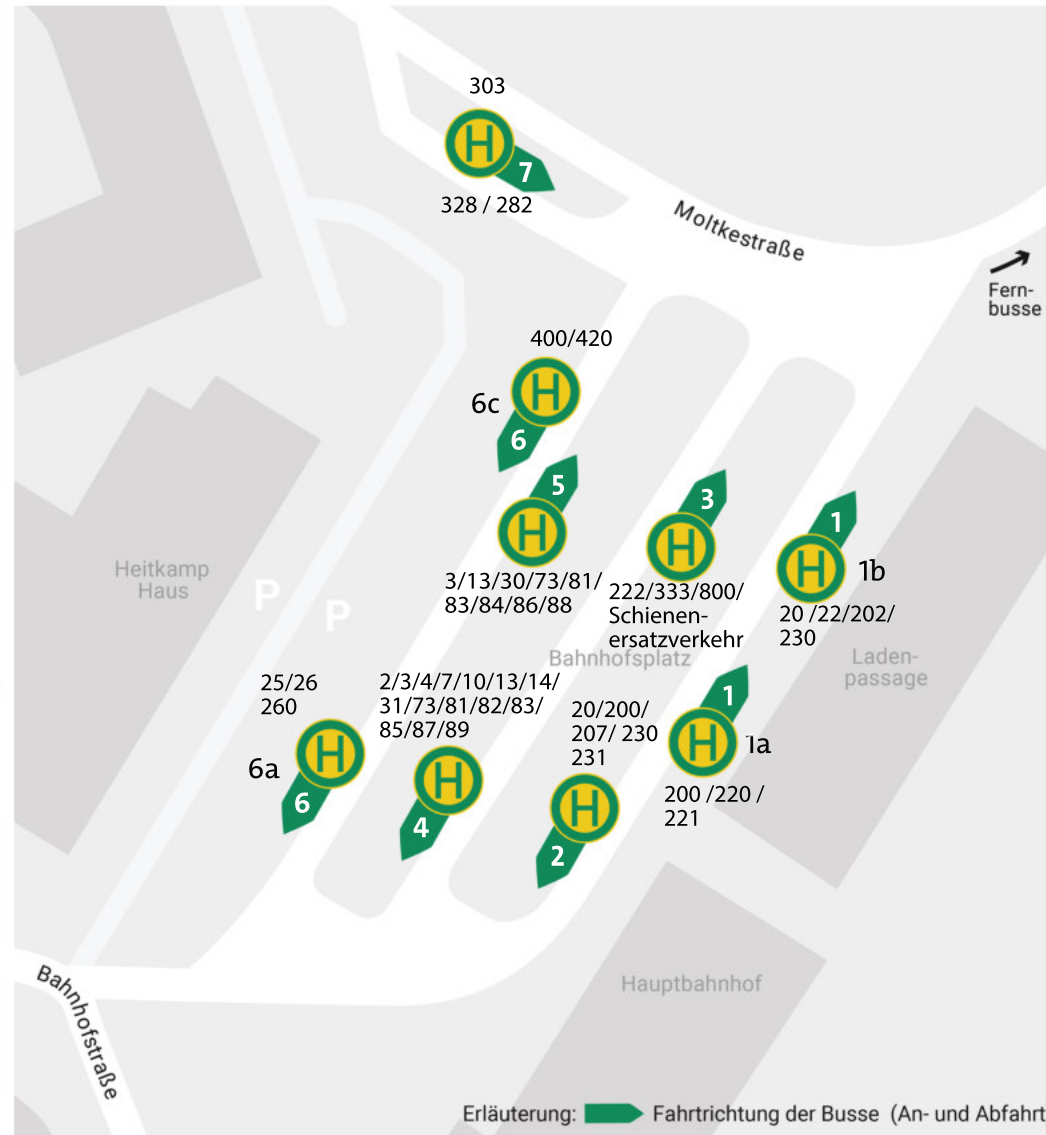 303
H
7
328 / 282
Moltkestraße
Fern-
busse
400/420
H
6c
6
5
H
3/13/30/73/81/
83/84/86/88
3
H
222/333/800/
Schienen-
ersatzverkehr
1
H
1b
20 /22/202/
230
Heitkamp
Haus
P
P
Bahnhofsplatz
Laden-
passage
25/26
260
H
6a
6
2/3/4/7/10/13/14/
31/73/81/82/83/
85/87/89
H
4
20/200/
207/ 230
231
H
2
1
H
1a
200 /220 /
221
Hauptbahnhof
Bahnhofstraße
Erläuterung: Fahrtrichtung der Busse (An- und Abfahrt